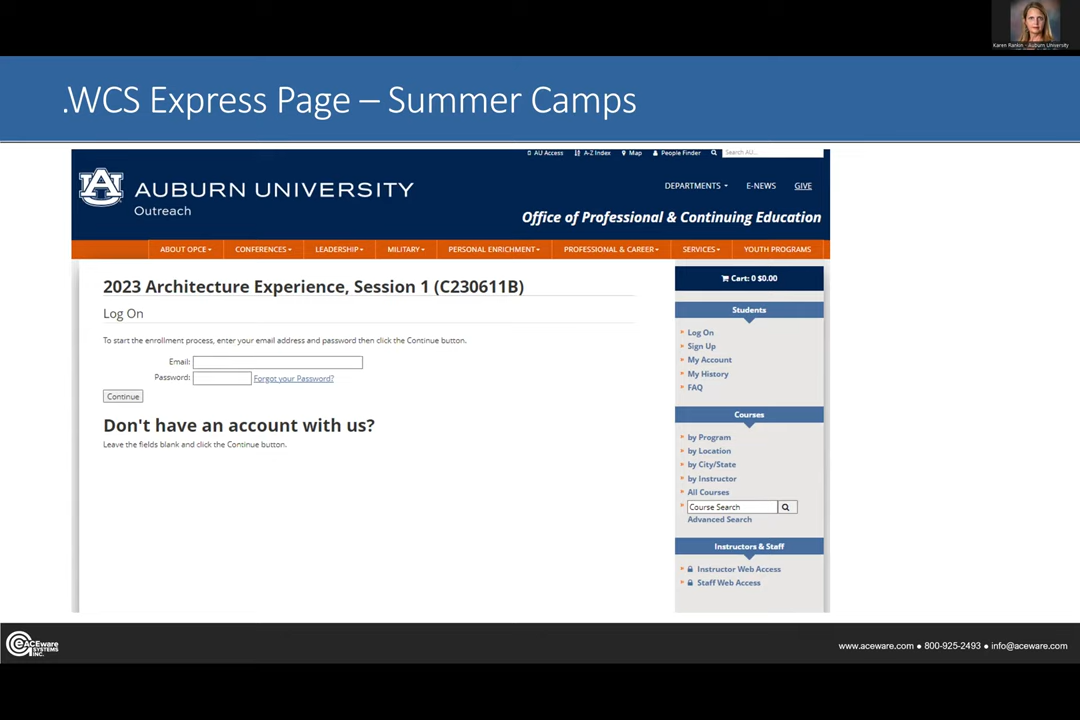 Karen Rankin - Auburn University
.WCS Express Page – Summer Camps
AU Access A-Z Index Map People Finder Search AU...
AUBURN UNIVERSITY
Outreach
DEPARTMENTS E-NEWS GIVE
Office of Professional & Continuing Education
ABOUT OPCE CONFERENCES LEADERSHIP MILITARY PERSONAL ENRICHMENT PROFESSIONAL & CAREER SERVICES YOUTH PROGRAMS
2023 Architecture Experience, Session 1 (C230611B)
Log On
To start the enrollment process, enter your email address and password then click the Continue button.
Email:
Password: Forgot your Password?
Continue
Don't have an account with us?
Leave the fields blank and click the Continue button.
Cart: 0 $0.00
Students
Log On
Sign Up
My Account
My History
FAQ
Courses
by Program
by Location
by City/State
by Instructor
All Courses
Course Search
Advanced Search
Instructors & Staff
Instructor Web Access
Staff Web Access
ACEware
SYSTEMS
INC.
www.aceware.com ● 800-925-2493 ● info@aceware.com